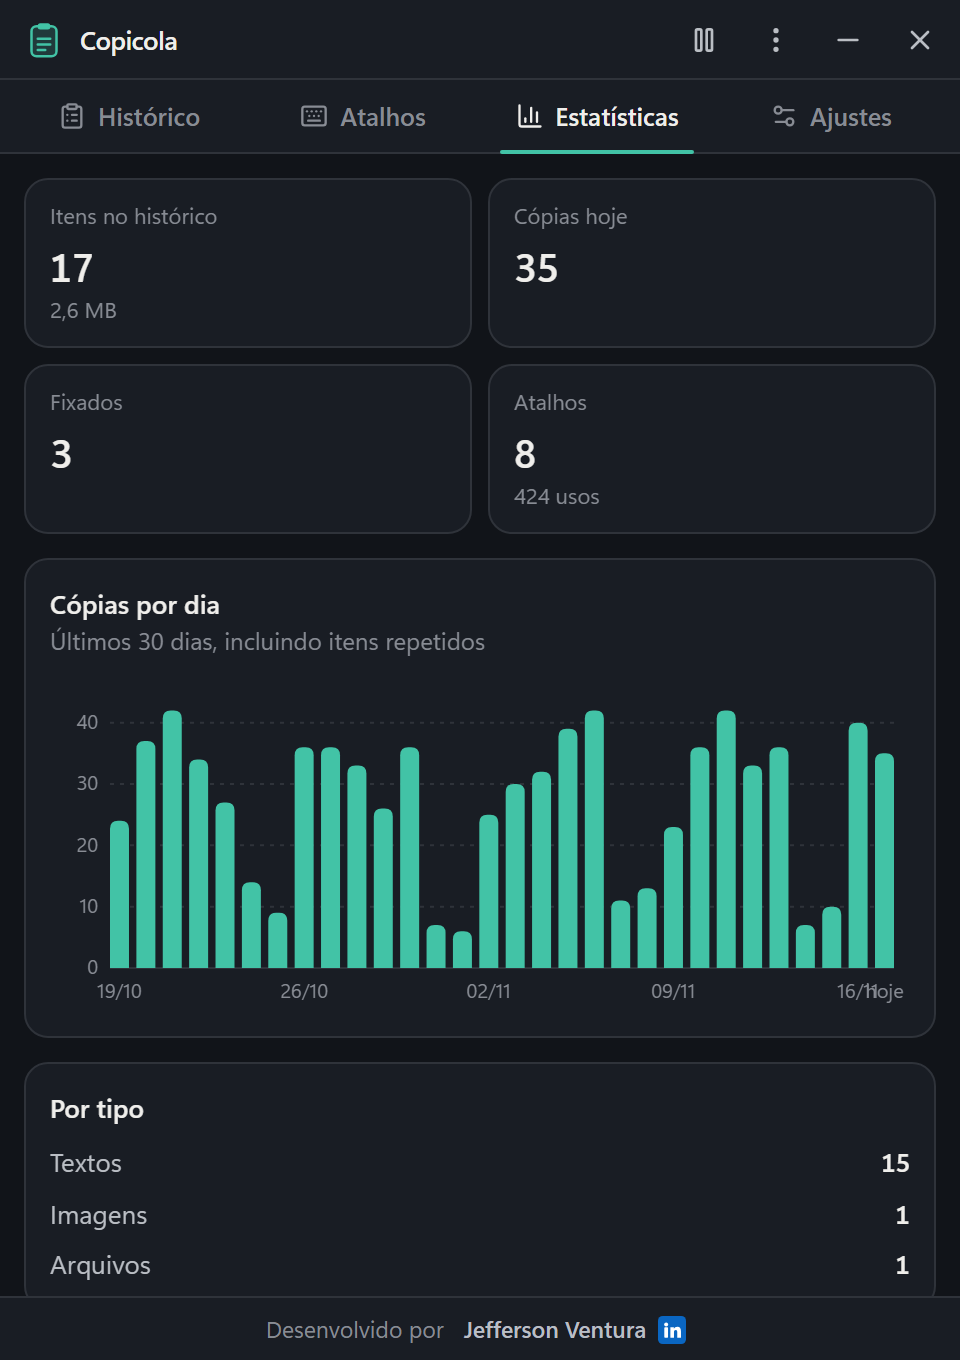 Copicola
Histórico
Atalhos
Estatísticas
Ajustes
Itens no histórico
17
2,6 MB
Cópias hoje
35
Fixados
3
Atalhos
8
424 usos
Cópias por dia
Últimos 30 dias, incluindo itens repetidos
40
30
20
10
0
19/10 26/10 02/11 09/11 16/11 hoje
Por tipo
Textos 15
Imagens 1
Arquivos 1
Desenvolvido por Jefferson Ventura in